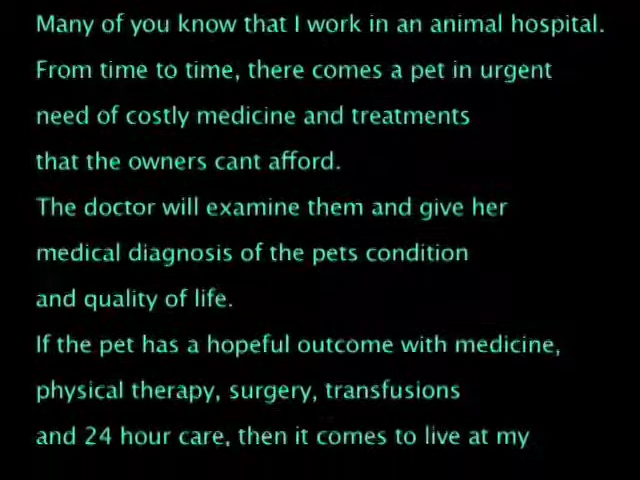 Many of you know that I work in an animal hospital.
From time to time, there comes a pet in urgent
need of costly medicine and treatments
that the owners cant afford.
The doctor will examine them and give her
medical diagnosis of the pets condition
and quality of life.
If the pet has a hopeful outcome with medicine,
physical therapy, surgery, transfusions
and 24 hour care, then it comes to live at my